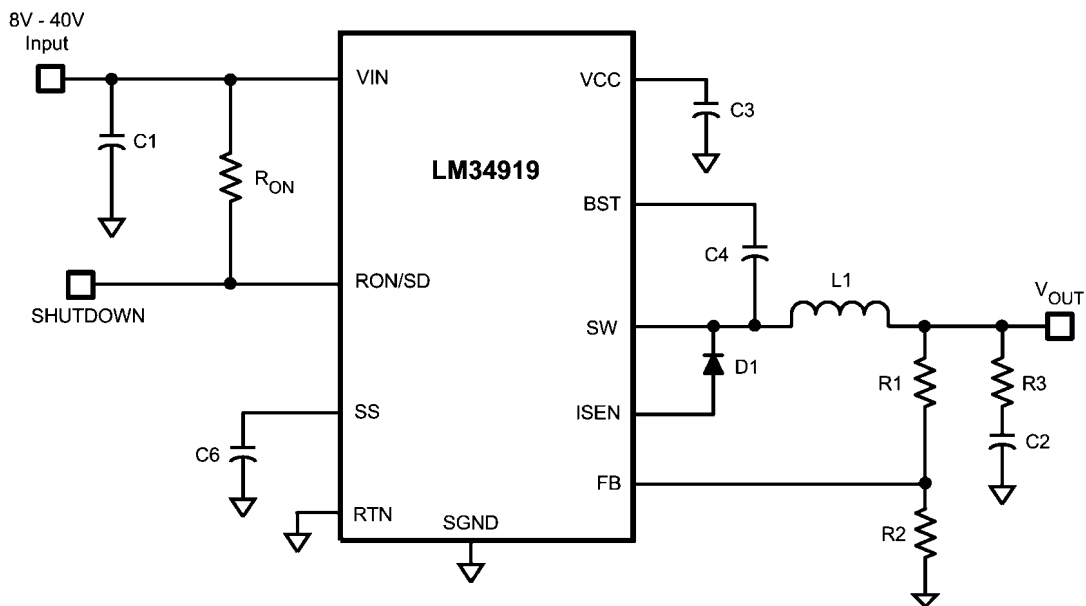 8V - 40V
Input
VIN
VCC
C3
C1
LM34919
RON
BST
C4
RON/SD
SHUTDOWN
L1
VOUT
SW
D1
R1
R3
ISEN
SS
C6
C2
FB
RTN
SGND
R2